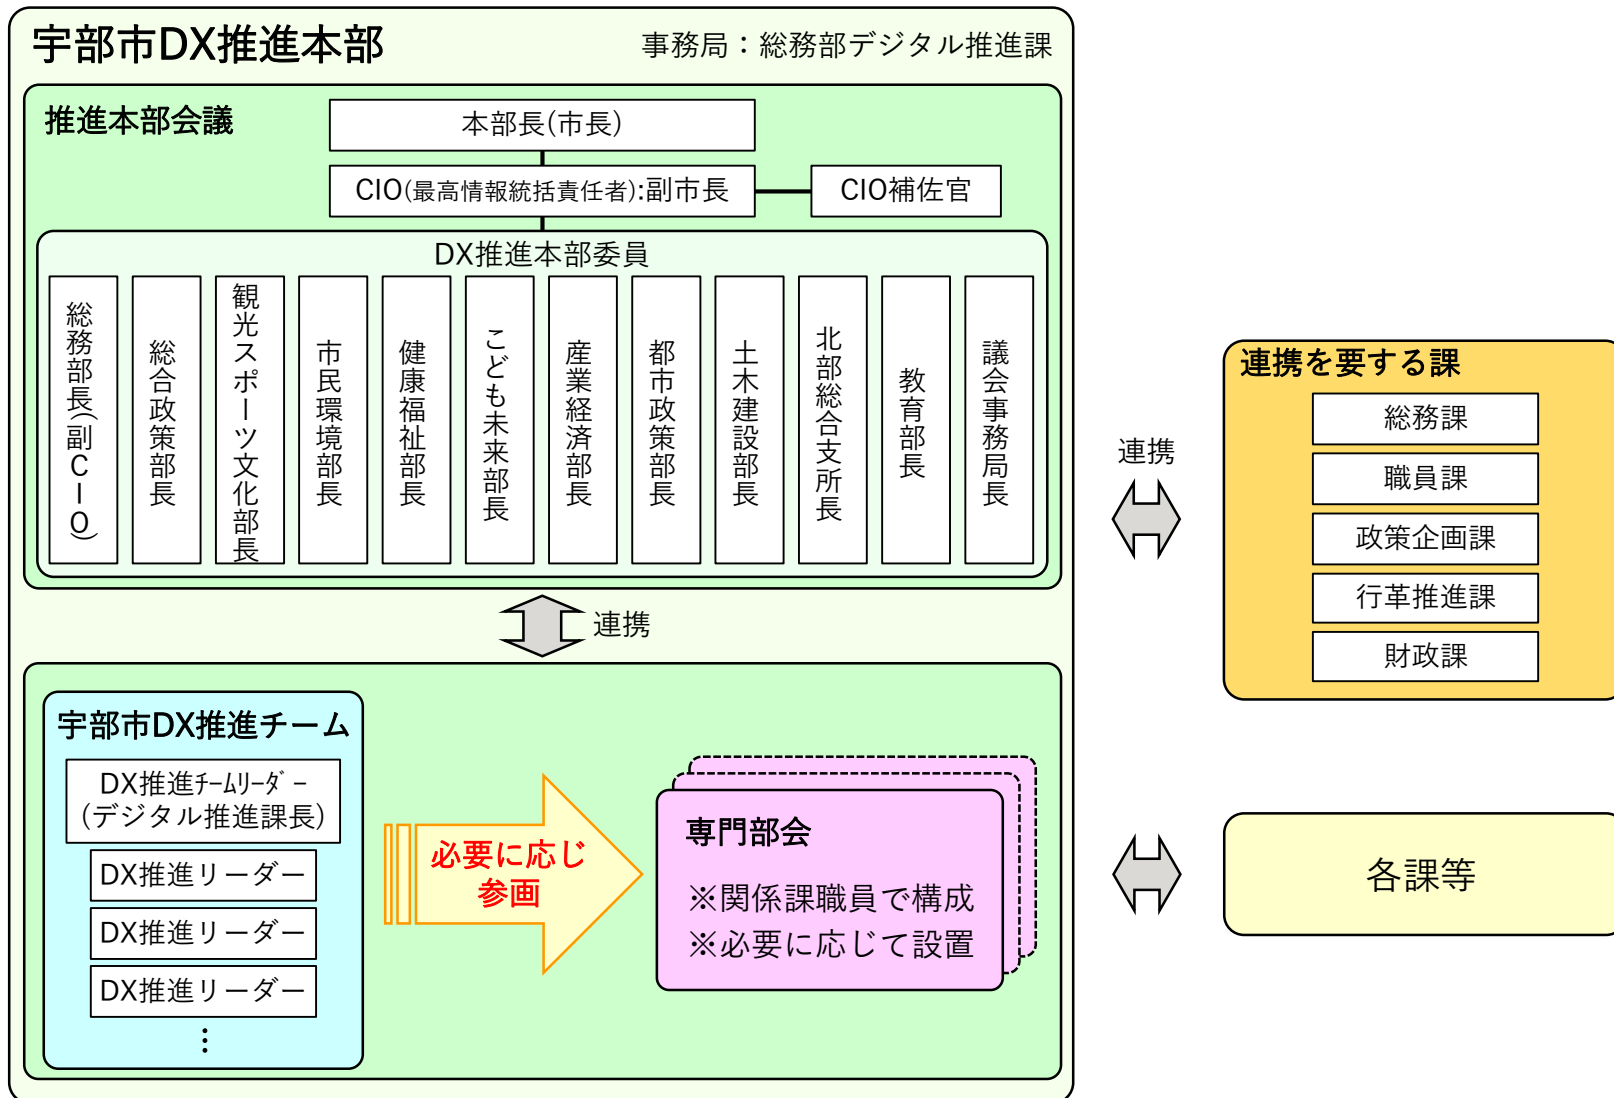 宇部市DX推進本部
事務局：総務部デジタル推進課
推進本部会議
本部長(市長)
CIO(最高情報統括責任者):副市長
CIO補佐官
DX推進本部委員
総務部長(副CIO)
総合政策部長
観光スポーツ文化部長
市民環境部長
健康福祉部長
こども未来部長
産業経済部長
都市政策部長
土木建設部長
北部総合支所長
教育部長
議会事務局長
連携
連携
連携を要する課
総務課
職員課
政策企画課
行革推進課
財政課
宇部市DX推進チーム
DX推進ﾁｰﾑﾘｰﾀﾞｰ
(デジタル推進課長)
DX推進リーダー
DX推進リーダー
DX推進リーダー
⋮
必要に応じ
参画
専門部会
※関係課職員で構成
※必要に応じて設置
各課等